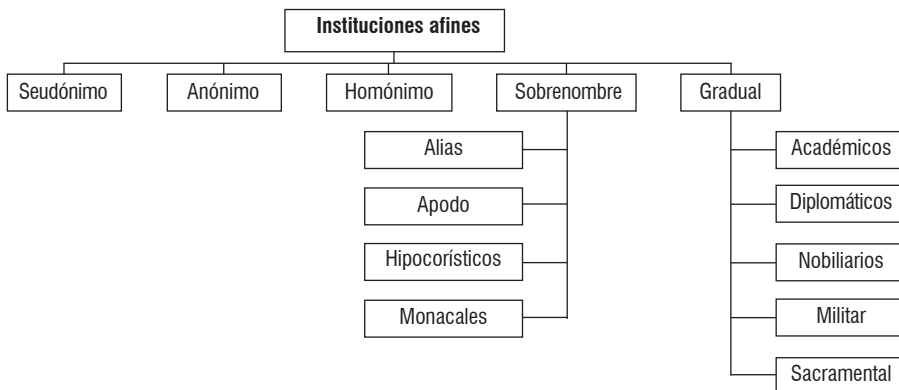 Instituciones afines
Seudónimo Anónimo Homónimo Sobrenombre Gradual
Alias Académicos
Apodo Diplomáticos
Hipocorísticos Nobiliarios
Monacales Militar
Sacramental